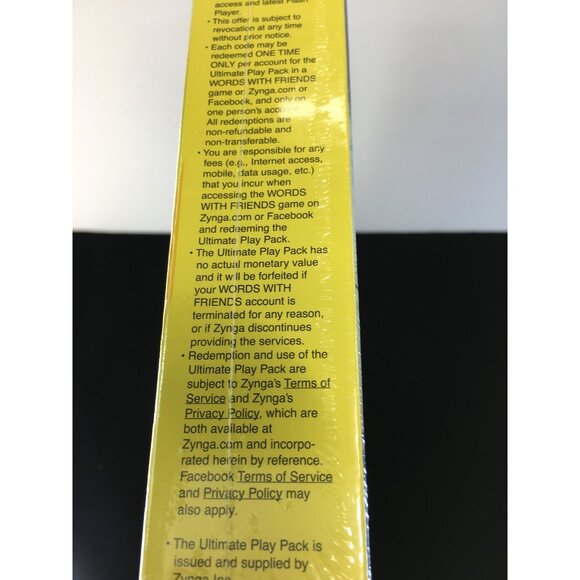 access and latest Flash
Player.
• This offer is subject to
revocation at any time
without prior notice.
• Each code may be
redeemed ONE TIME
ONLY per account for the
Ultimate Play Pack in a
WORDS WITH FRIENDS
game on Zynga.com or
Facebook, and only on
one person's account.
All redemptions are
non-refundable and
non-transferable.
• You are responsible for any
fees (e.g., Internet access,
mobile, data usage, etc.)
that you incur when
accessing the WORDS
WITH FRIENDS game on
Zynga.com or Facebook
and redeeming the
Ultimate Play Pack.
• The Ultimate Play Pack has
no actual monetary value
and it will be forfeited if
your WORDS WITH
FRIENDS account is
terminated for any reason,
or if Zynga discontinues
providing the services.
• Redemption and use of the
Ultimate Play Pack are
subject to Zynga's Terms of
Service and Zynga's
Privacy Policy, which are
both available at
Zynga.com and incorpo-
rated herein by reference.
Facebook Terms of Service
and Privacy Policy may
also apply.
• The Ultimate Play Pack is
issued and supplied by
Zynga Inc.